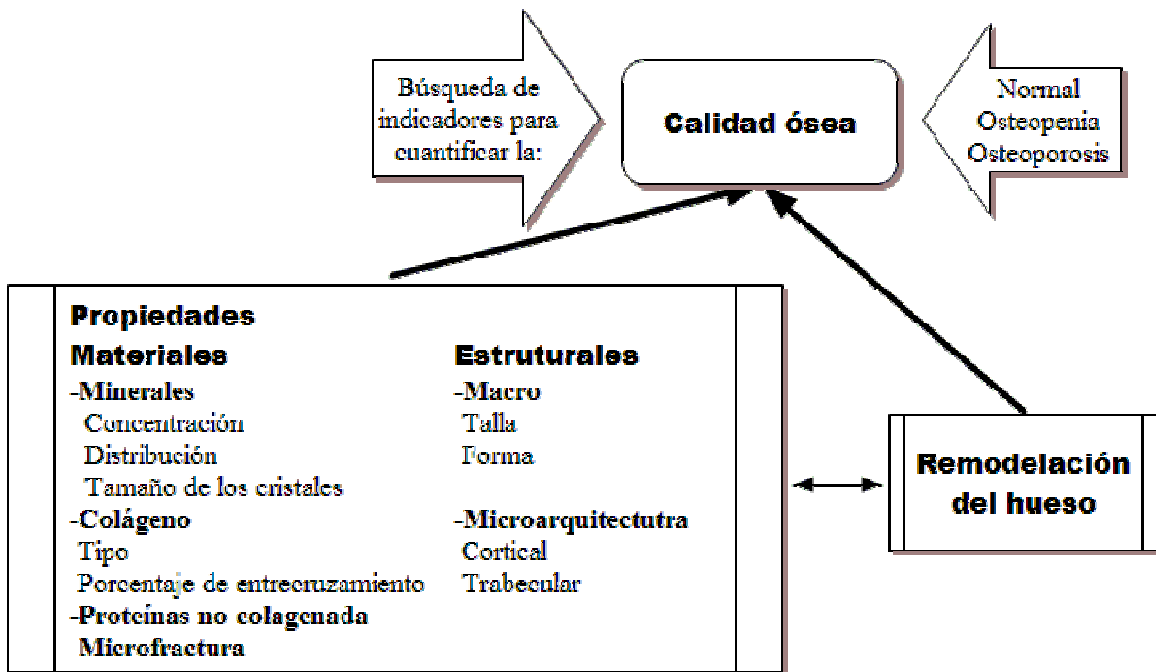 Búsqueda de
indicadores para
cuantificar la:
Calidad ósea
Normal
Osteopenia
Osteoporosis
Propiedades
Materiales
-Minerales
Concentración
Distribución
Tamaño de los cristales
-Colágeno
Tipo
Porcentaje de entrecruzamiento
-Proteínas no colagenada
Microfractura
Estruturales
-Macro
Talla
Forma
-Microarquitectutra
Cortical
Trabecular
Remodelación
del hueso